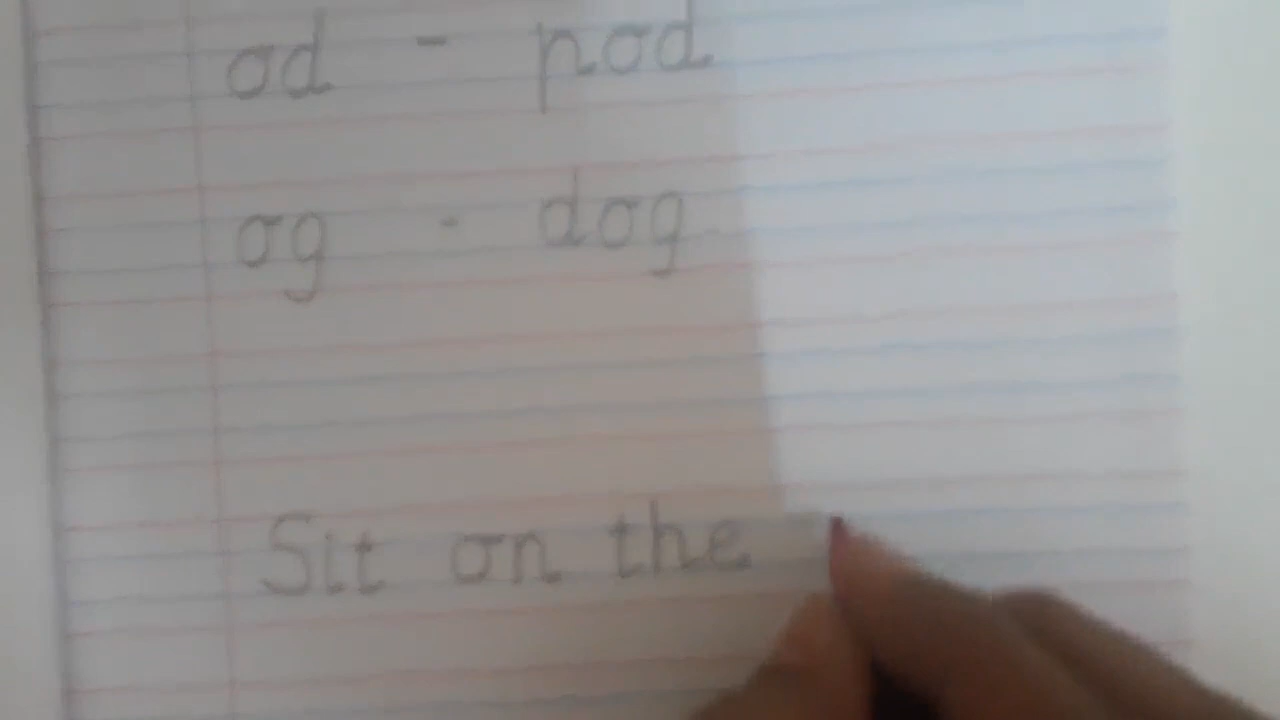 od - pod
og - dog
Sit on the